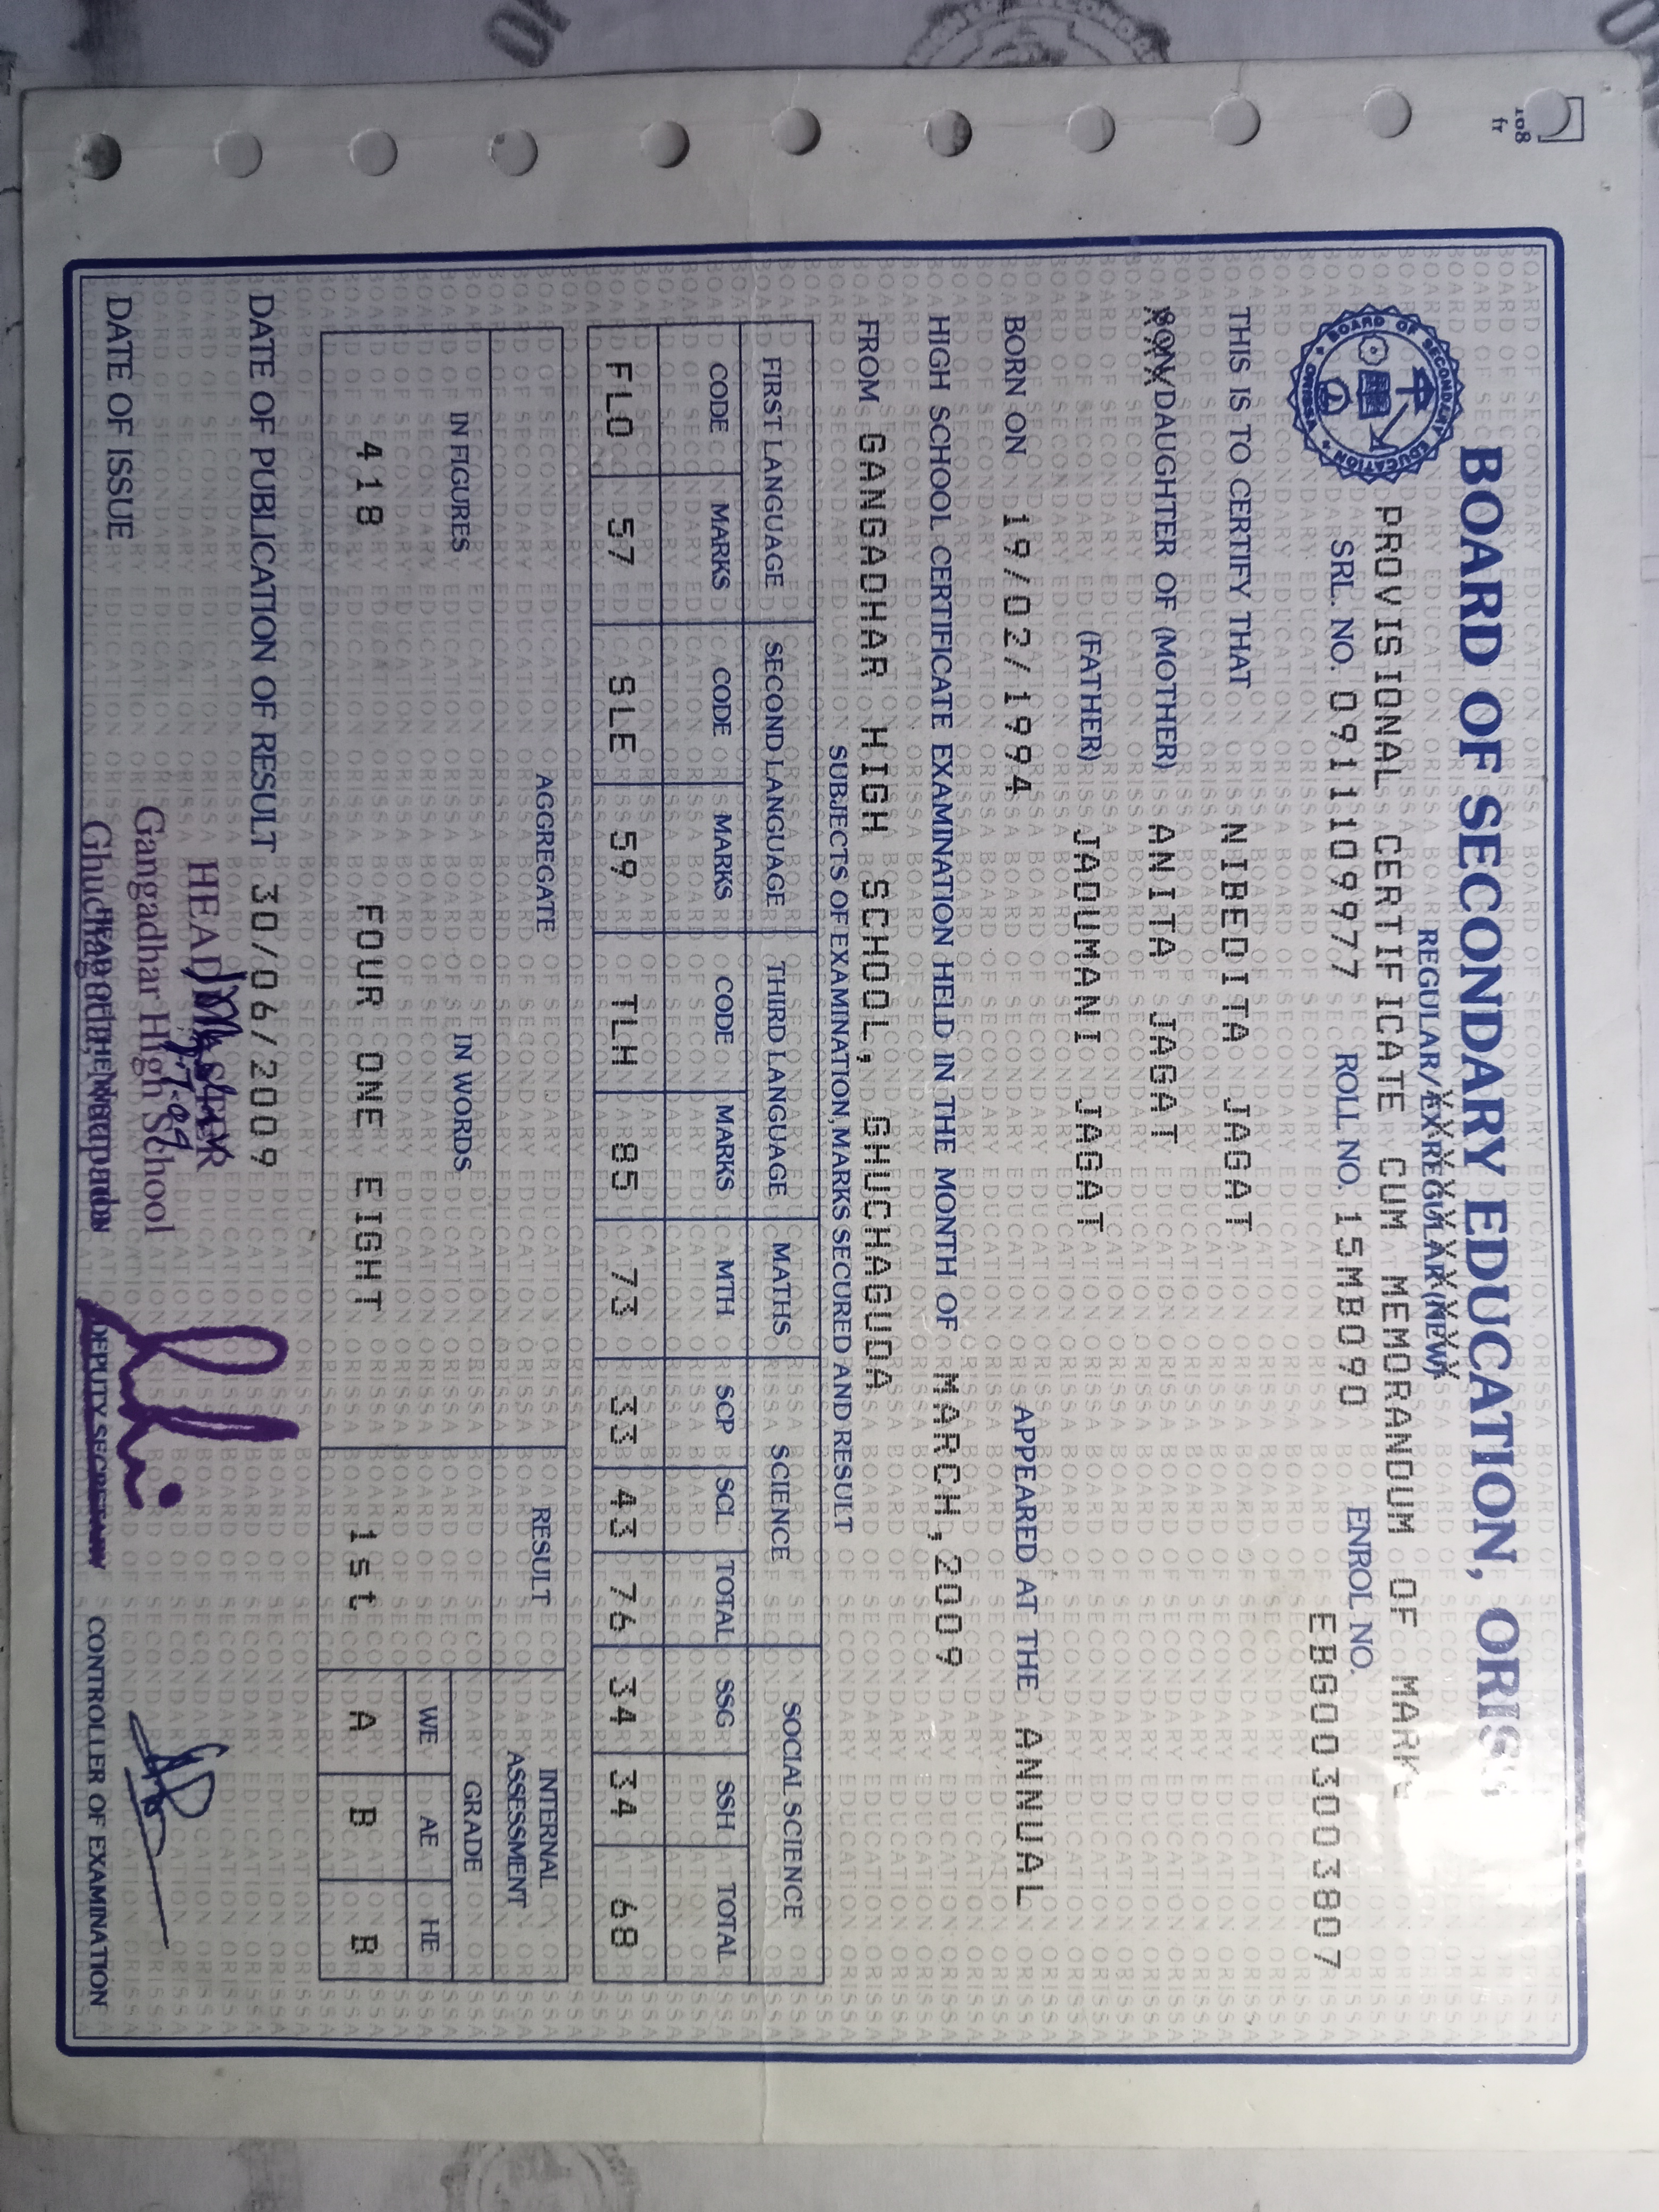 BOARD OF SECONDARY EDUCATION, ORISSA
REGULAR/EX-REGULAR (NEW)
PROVISIONAL CERTIFICATE CUM MEMORANDUM OF MARKS
SRL. NO. 091109977 ROLL NO. 15MB090 ENROL NO. EBG003003807
THIS IS TO CERTIFY THAT NIBEDITA JAGAT
SON/DAUGHTER OF (MOTHER) ANITA JAGAT
(FATHER) JADUMANI JAGAT
BORN ON 19/02/1994 APPEARED AT THE ANNUAL
HIGH SCHOOL CERTIFICATE EXAMINATION HELD IN THE MONTH OF MARCH,2009
FROM GANGADHAR HIGH SCHOOL, GHUCHAGUDA
SUBJECTS OF EXAMINATION, MARKS SECURED AND RESULT
FIRST LANGUAGE SECOND LANGUAGE THIRD LANGUAGE MATHS SCIENCE SOCIAL SCIENCE
CODE MARKS CODE MARKS CODE MARKS MTH SCP SCL TOTAL SSG SSH TOTAL
FLO 57 SLE 59 TLH 85 73 33 43 76 34 34 68
AGGREGATE RESULT INTERNAL ASSESSMENT
IN FIGURES IN WORDS GRADE
WE AE HE
418 FOUR ONE EIGHT 1st A B B
DATE OF PUBLICATION OF RESULT 30/06/2009
HEADMASTER
Gangadhar High School
DATE OF ISSUE
DEPUTY SECRETARY CONTROLLER OF EXAMINATION